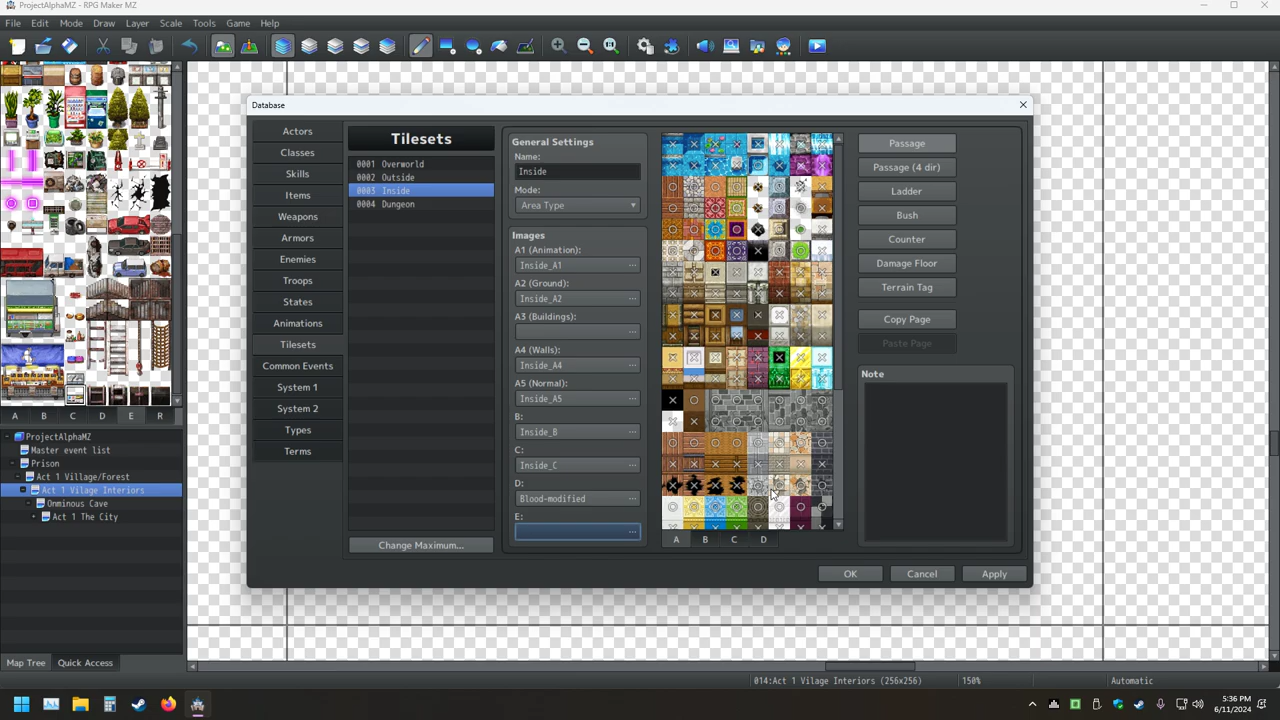 ProjectAlphaMZ - RPG Maker MZ
File Edit Mode Draw Layer Scale Tools Game Help
Database
Actors
Classes
Skills
Items
Weapons
Armors
Enemies
Troops
States
Animations
Tilesets
Common Events
System 1
System 2
Types
Terms
Tilesets
0001 Overworld
0002 Outside
0003 Inside
0004 Dungeon
Change Maximum...
General Settings
Name:
Inside
Mode:
Area Type
Images
A1 (Animation):
Inside_A1 ...
A2 (Ground):
Inside_A2 ...
A3 (Buildings):
...
A4 (Walls):
Inside_A4 ...
A5 (Normal):
Inside_A5 ...
B:
Inside_B ...
C:
Inside_C ...
D:
Blood-modified ...
E:
...
A B C D
Passage
Passage (4 dir)
Ladder
Bush
Counter
Damage Floor
Terrain Tag
Copy Page
Paste Page
Note
OK Cancel Apply
A B C D E R
ProjectAlphaMZ
Master event list
Prison
Act 1 Village/Forest
Act 1 Vilage Interiors
Onminous Cave
Act 1 The City
Map Tree Quick Access
014:Act 1 Vilage Interiors (256x256) 150% Automatic
5:36 PM
6/11/2024